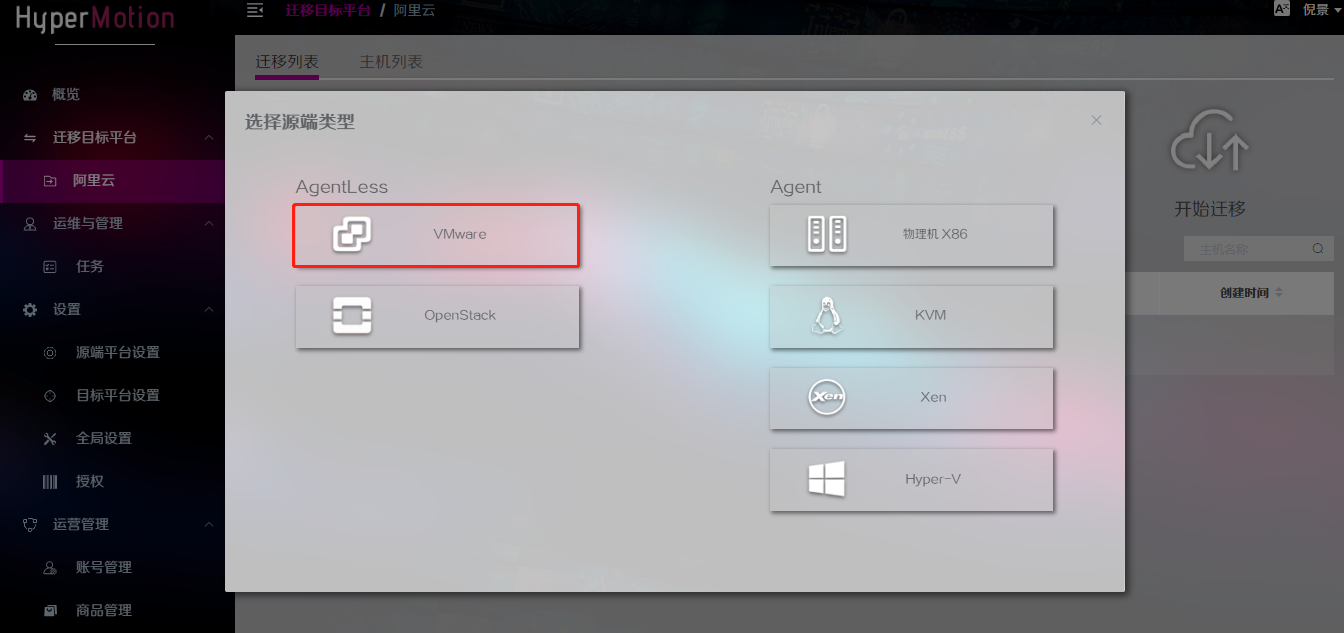 HyperMotion
迁移目标平台 / 阿里云
倪景
概览
迁移目标平台
阿里云
运维与管理
任务
设置
源端平台设置
目标平台设置
全局设置
授权
运营管理
账号管理
商品管理
迁移列表
主机列表
选择源端类型
AgentLess
VMware
OpenStack
Agent
物理机 X86
KVM
Xen
Xen
Hyper-V
开始迁移
主机名称
创建时间